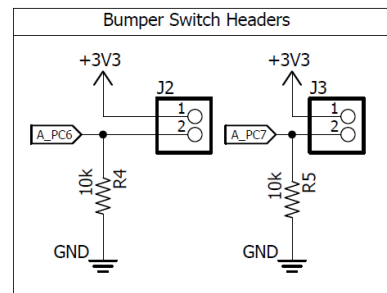 Bumper Switch Headers
+3V3
J2
1
2
A_PC6
10k
R4
GND
+3V3
J3
1
2
A_PC7
10k
R5
GND